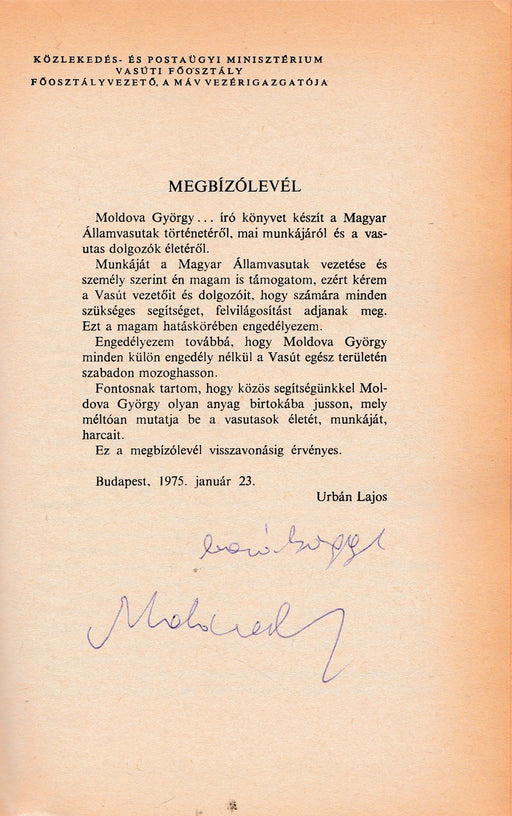 KÖZLEKEDÉS- ÉS POSTAÜGYI MINISZTÉRIUM
VASÚTI FŐOSZTÁLY
FŐOSZTÁLYVEZETŐ, A MÁV VEZÉRIGAZGATÓJA
MEGBÍZÓLEVÉL
Moldova György... író könyvet készít a Magyar
Államvasutak történetéről, mai munkájáról és a vas-
utas dolgozók életéről.
Munkáját a Magyar Államvasutak vezetése és
személy szerint én magam is támogatom, ezért kérem
a Vasút vezetőit és dolgozóit, hogy számára minden
szükséges segítséget, felvilágosítást adjanak meg.
Ezt a magam hatáskörében engedélyezem.
Engedélyezem továbbá, hogy Moldova György
minden külön engedély nélkül a Vasút egész területén
szabadon mozoghasson.
Fontosnak tartom, hogy közös segítségünkkel Mol-
dova György olyan anyag birtokába jusson, mely
méltóan mutatja be a vasutasok életét, munkáját,
harcait.
Ez a megbízólevél visszavonásig érvényes.
Budapest, 1975. január 23.
Urbán Lajos